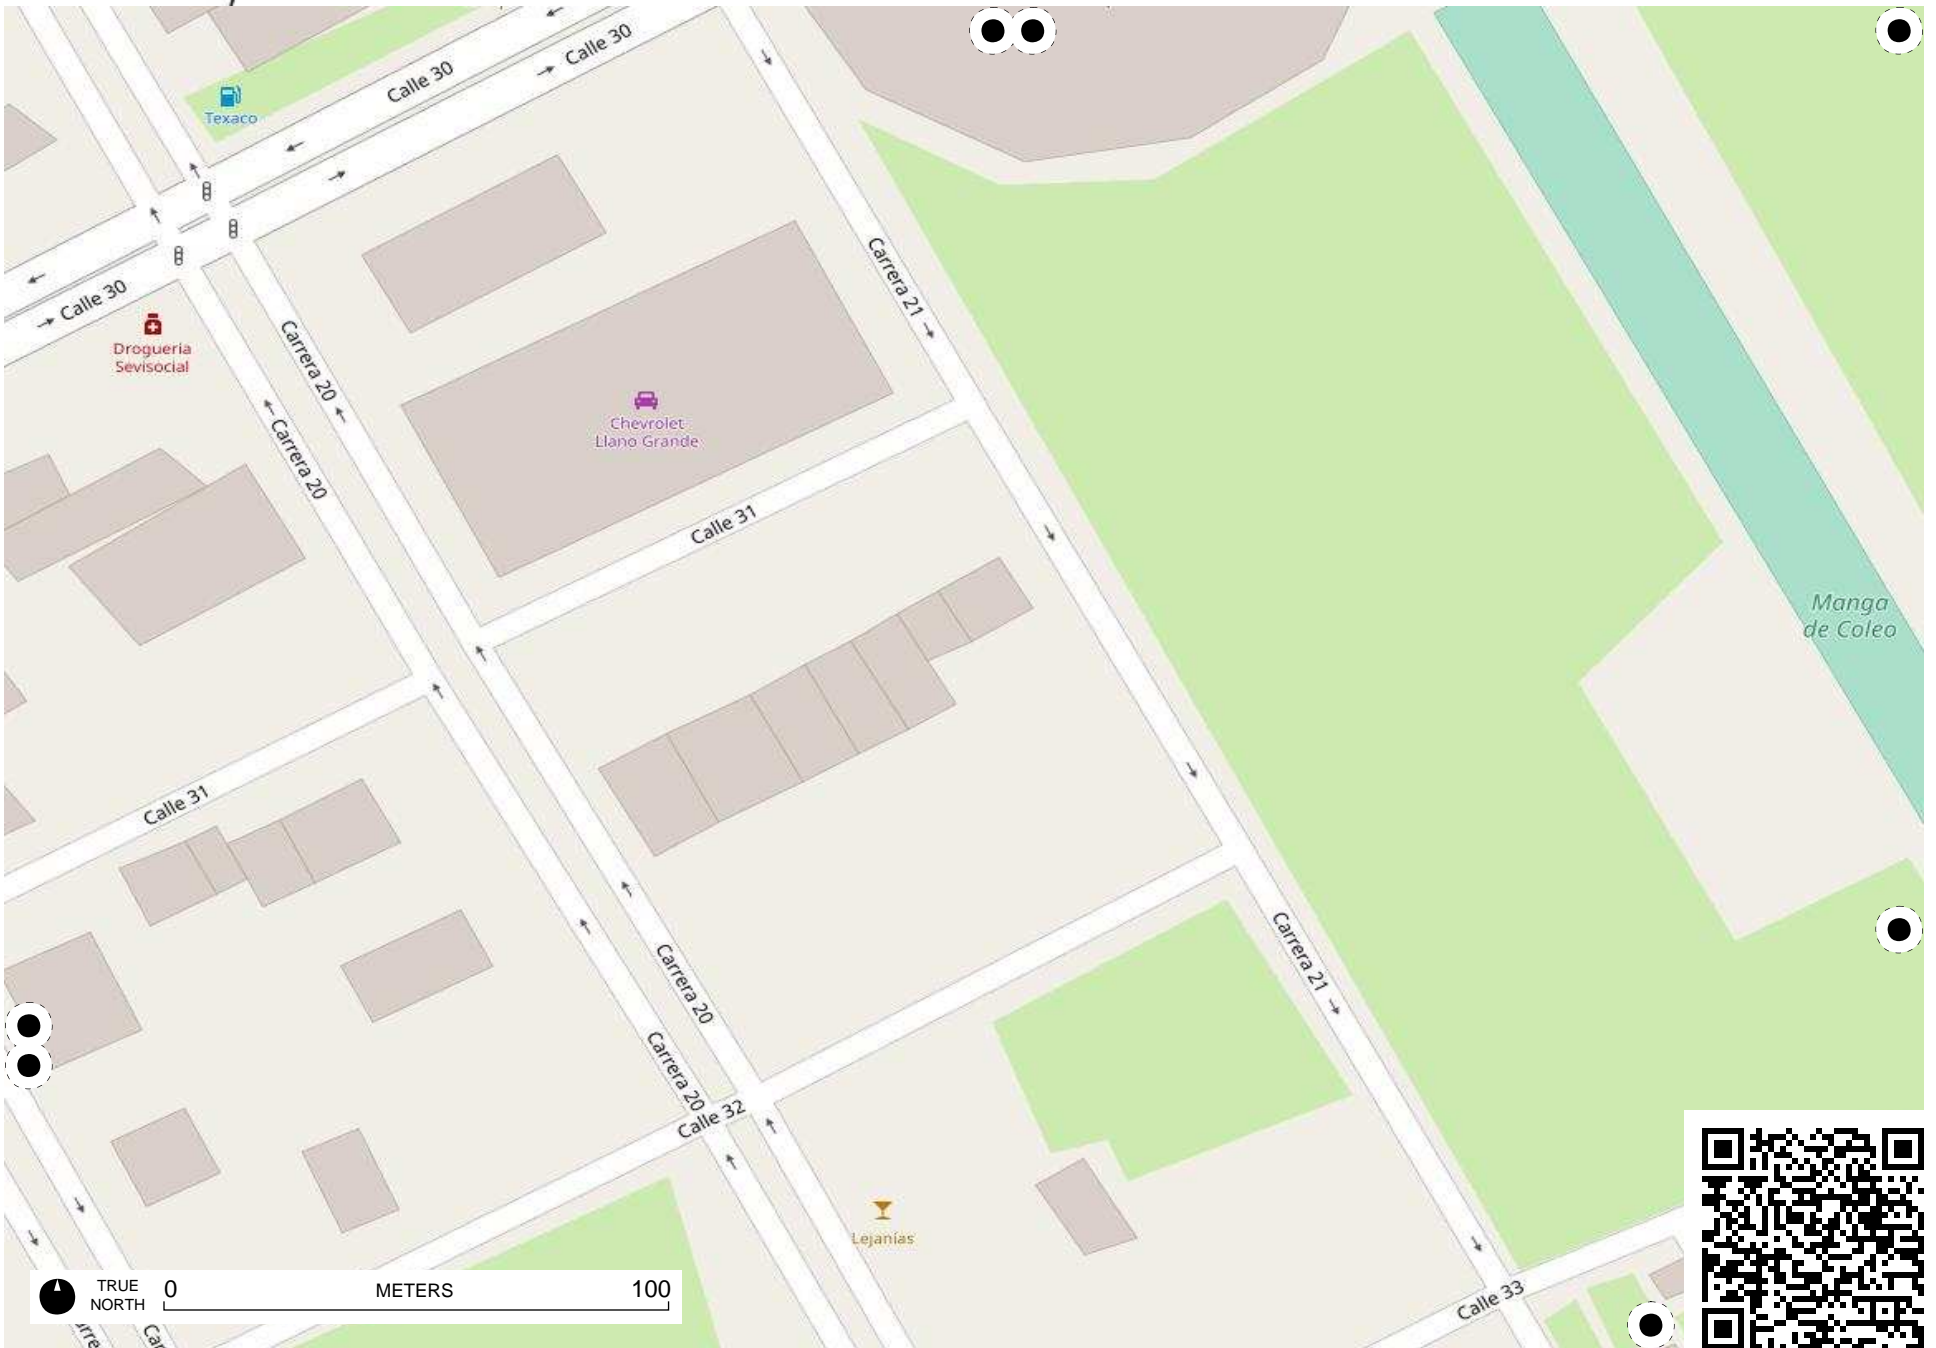 Calle 30
Calle 30
Texaco
Carrera 21
Calle 30
Drogueria
Sevisocial
Carrera 20
Chevrolet
Llano Grande
Carrera 20
Calle 31
Manga
de Coleo
Calle 31
Carrera 21
Carrera 20
Carrera 20
Calle 32
Lejanías
Calle 33
TRUE
NORTH
0 METERS 100